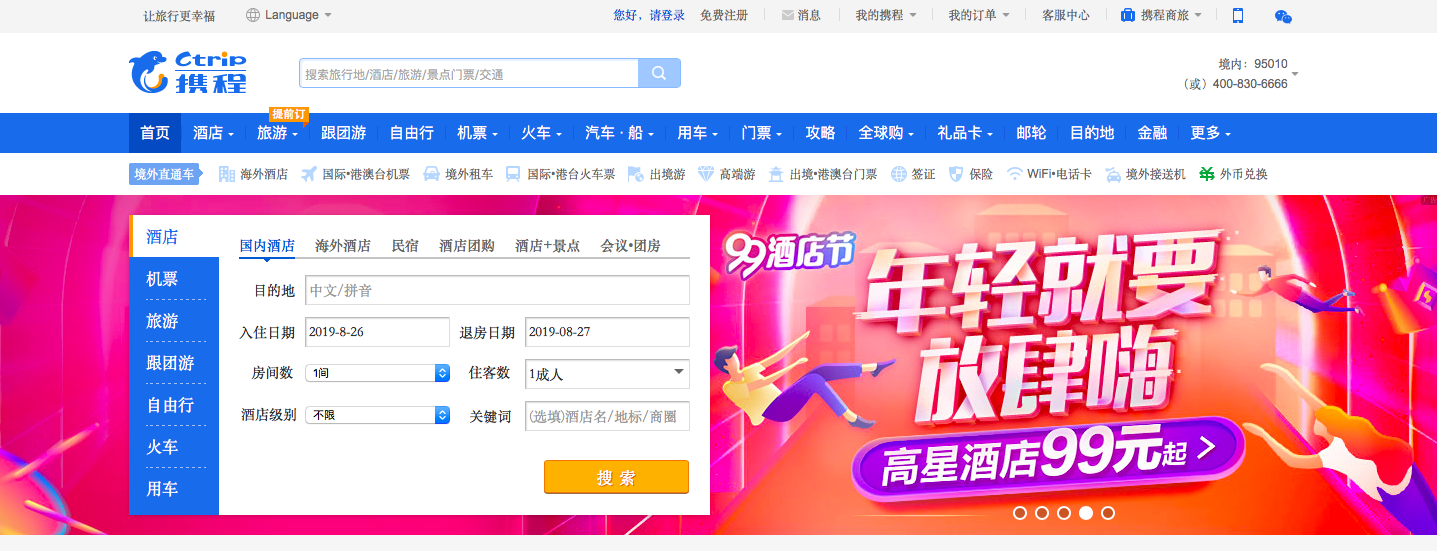 让旅行更幸福 Language 您好，请登录 免费注册 消息 我的携程 我的订单 客服中心 携程商旅
Ctrip
携程
搜索旅行地/酒店/旅游/景点门票/交通
境内：95010
（或）400-830-6666
提前订
首页 酒店 旅游 跟团游 自由行 机票 火车 汽车·船 用车 门票 攻略 全球购 礼品卡 邮轮 目的地 金融 更多
境外直通车 海外酒店 国际•港澳台机票 境外租车 国际•港台火车票 出境游 高端游 出境•港澳台门票 签证 保险 WiFi•电话卡 境外接送机 外币兑换
广告
酒店
机票
旅游
跟团游
自由行
火车
用车
国内酒店 海外酒店 民宿 酒店团购 酒店+景点 会议•团房
目的地 中文/拼音
入住日期 2019-8-26 退房日期 2019-08-27
房间数 1间 住客数 1成人
酒店级别 不限 关键词 (选填)酒店名/地标/商圈
搜 索
99酒店节
年轻就要
放肆嗨
高星酒店99元起